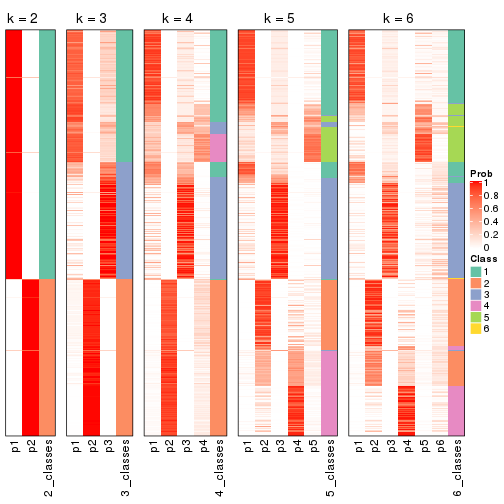 k = 2
k = 3
k = 4
k = 5
k = 6
p1
p2
2_classes
p1
p2
p3
3_classes
p1
p2
p3
p4
4_classes
p1
p2
p3
p4
p5
5_classes
p1
p2
p3
p4
p5
p6
6_classes
Prob
1
0.8
0.6
0.4
0.2
0
Class
1
2
3
4
5
6